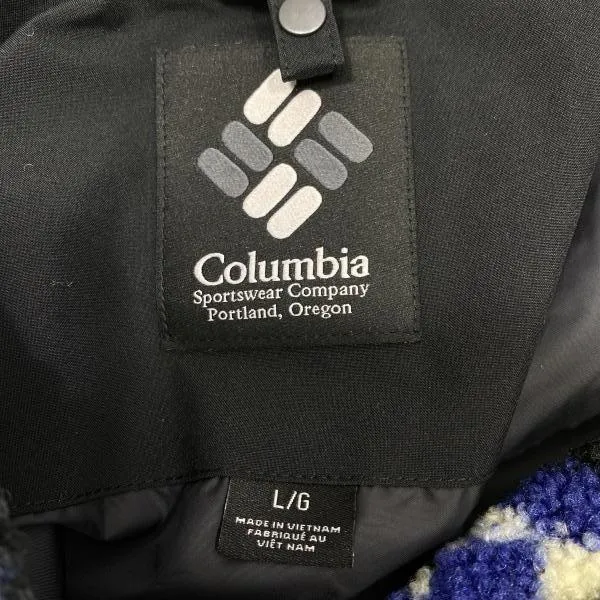 Columbia
Sportswear Company
Portland, Oregon
L/G
MADE IN VIETNAM
FABRIQUÉ AU
VIÊT NAM